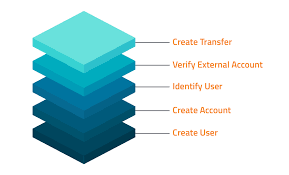 Create Transfer
Verify External Account
Identify User
Create Account
Create User